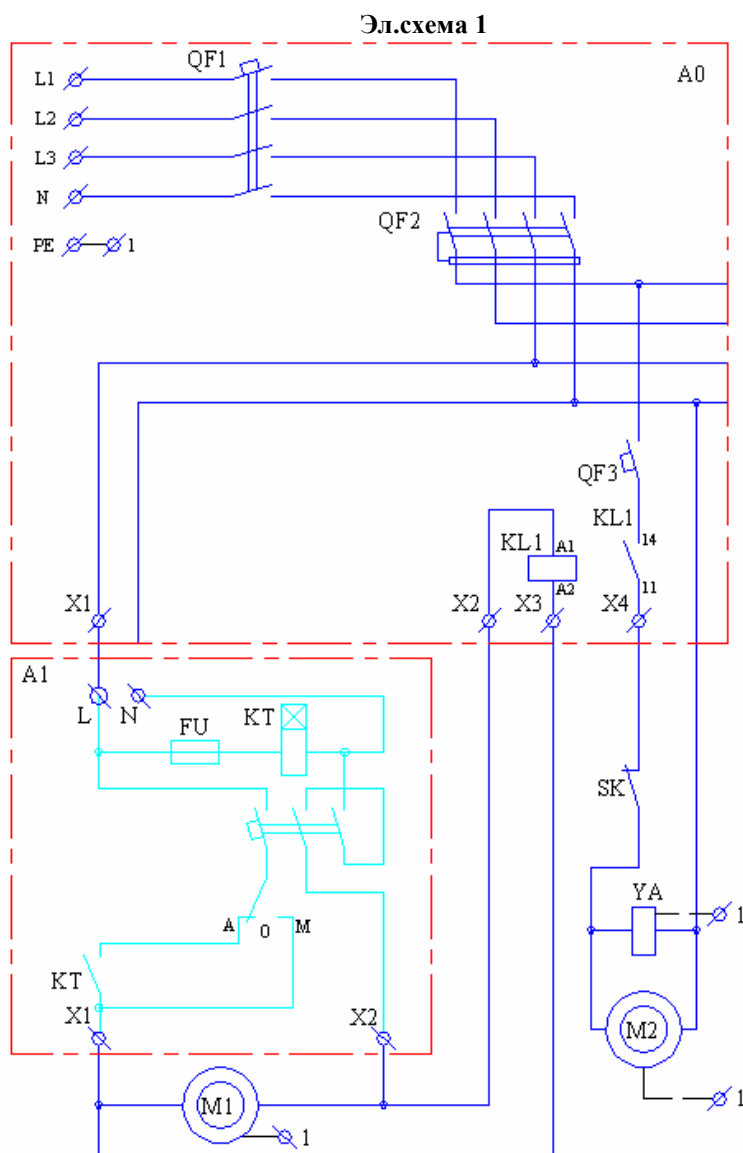 Эл.схема 1
QF1
A0
L1
L2
L3
N
QF2
PE
1
QF3
KL1
14
KL1
A1
A2
11
X1
X2
X3
X4
A1
L
N
FU
KT
SK
YA
1
A
0
M
KT
X1
X2
M2
M1
1
1